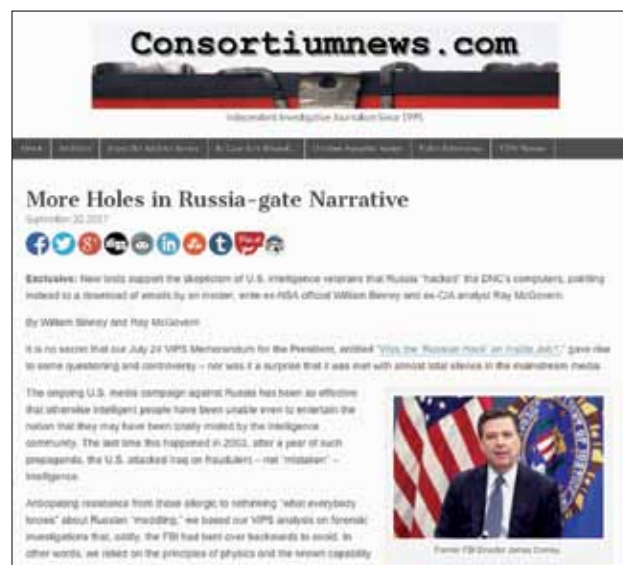 Consortiumnews.com
Independent Investigative Journalism Since 1995
More Holes in Russia-gate Narrative
September 20, 2017
Exclusive: New tests support the skepticism of U.S. intelligence veterans that Russia "hacked" the DNC's computers, pointing
instead to a download of emails by an insider, write ex-NSA official William Binney and ex-CIA analyst Ray McGovern.
By William Binney and Ray McGovern
It is no secret that our July 24 VIPS Memorandum for the President, entitled "Was the 'Russian Hack' an Inside Job?," gave rise
to some questioning and controversy – nor was it a surprise that it was met with almost total silence in the mainstream media.
The ongoing U.S. media campaign against Russia has been so effective
that otherwise intelligent people have been unable even to entertain the
notion that they may have been totally misled by the intelligence
community. The last time this happened in 2003, after a year of such
propaganda, the U.S. attacked Iraq on fraudulent – not "mistaken" –
intelligence.
Anticipating resistance from those allergic to rethinking "what everybody
knows" about Russian "meddling," we based our VIPS analysis on forensic
investigations that, oddly, the FBI had bent over backwards to avoid. In
other words, we relied on the principles of physics and the known capability
Former FBI Director James Comey